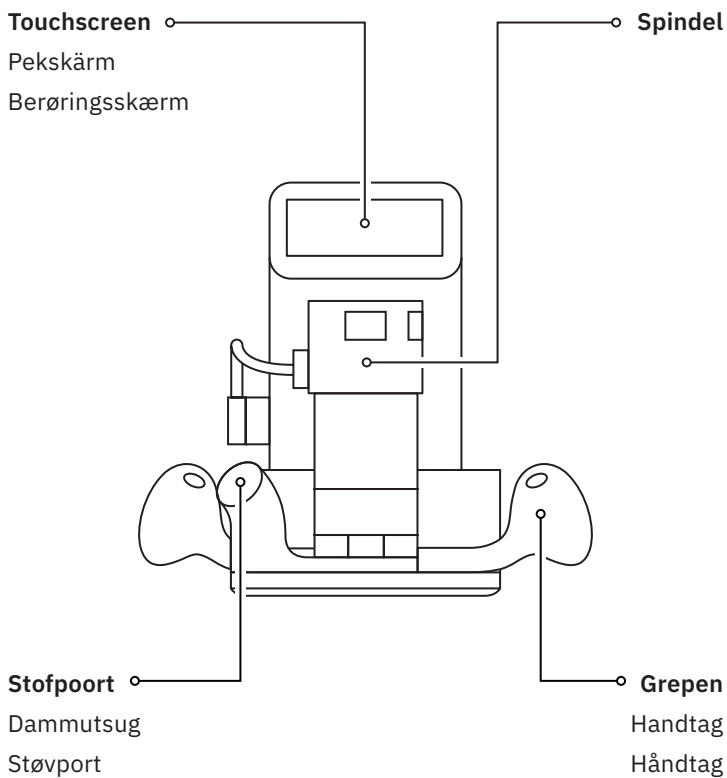 Touchscreen
Pekskärm
Berøringsskærm
Spindel
Stofpoort
Dammutsug
Støvport
Grepen
Handtag
Håndtag